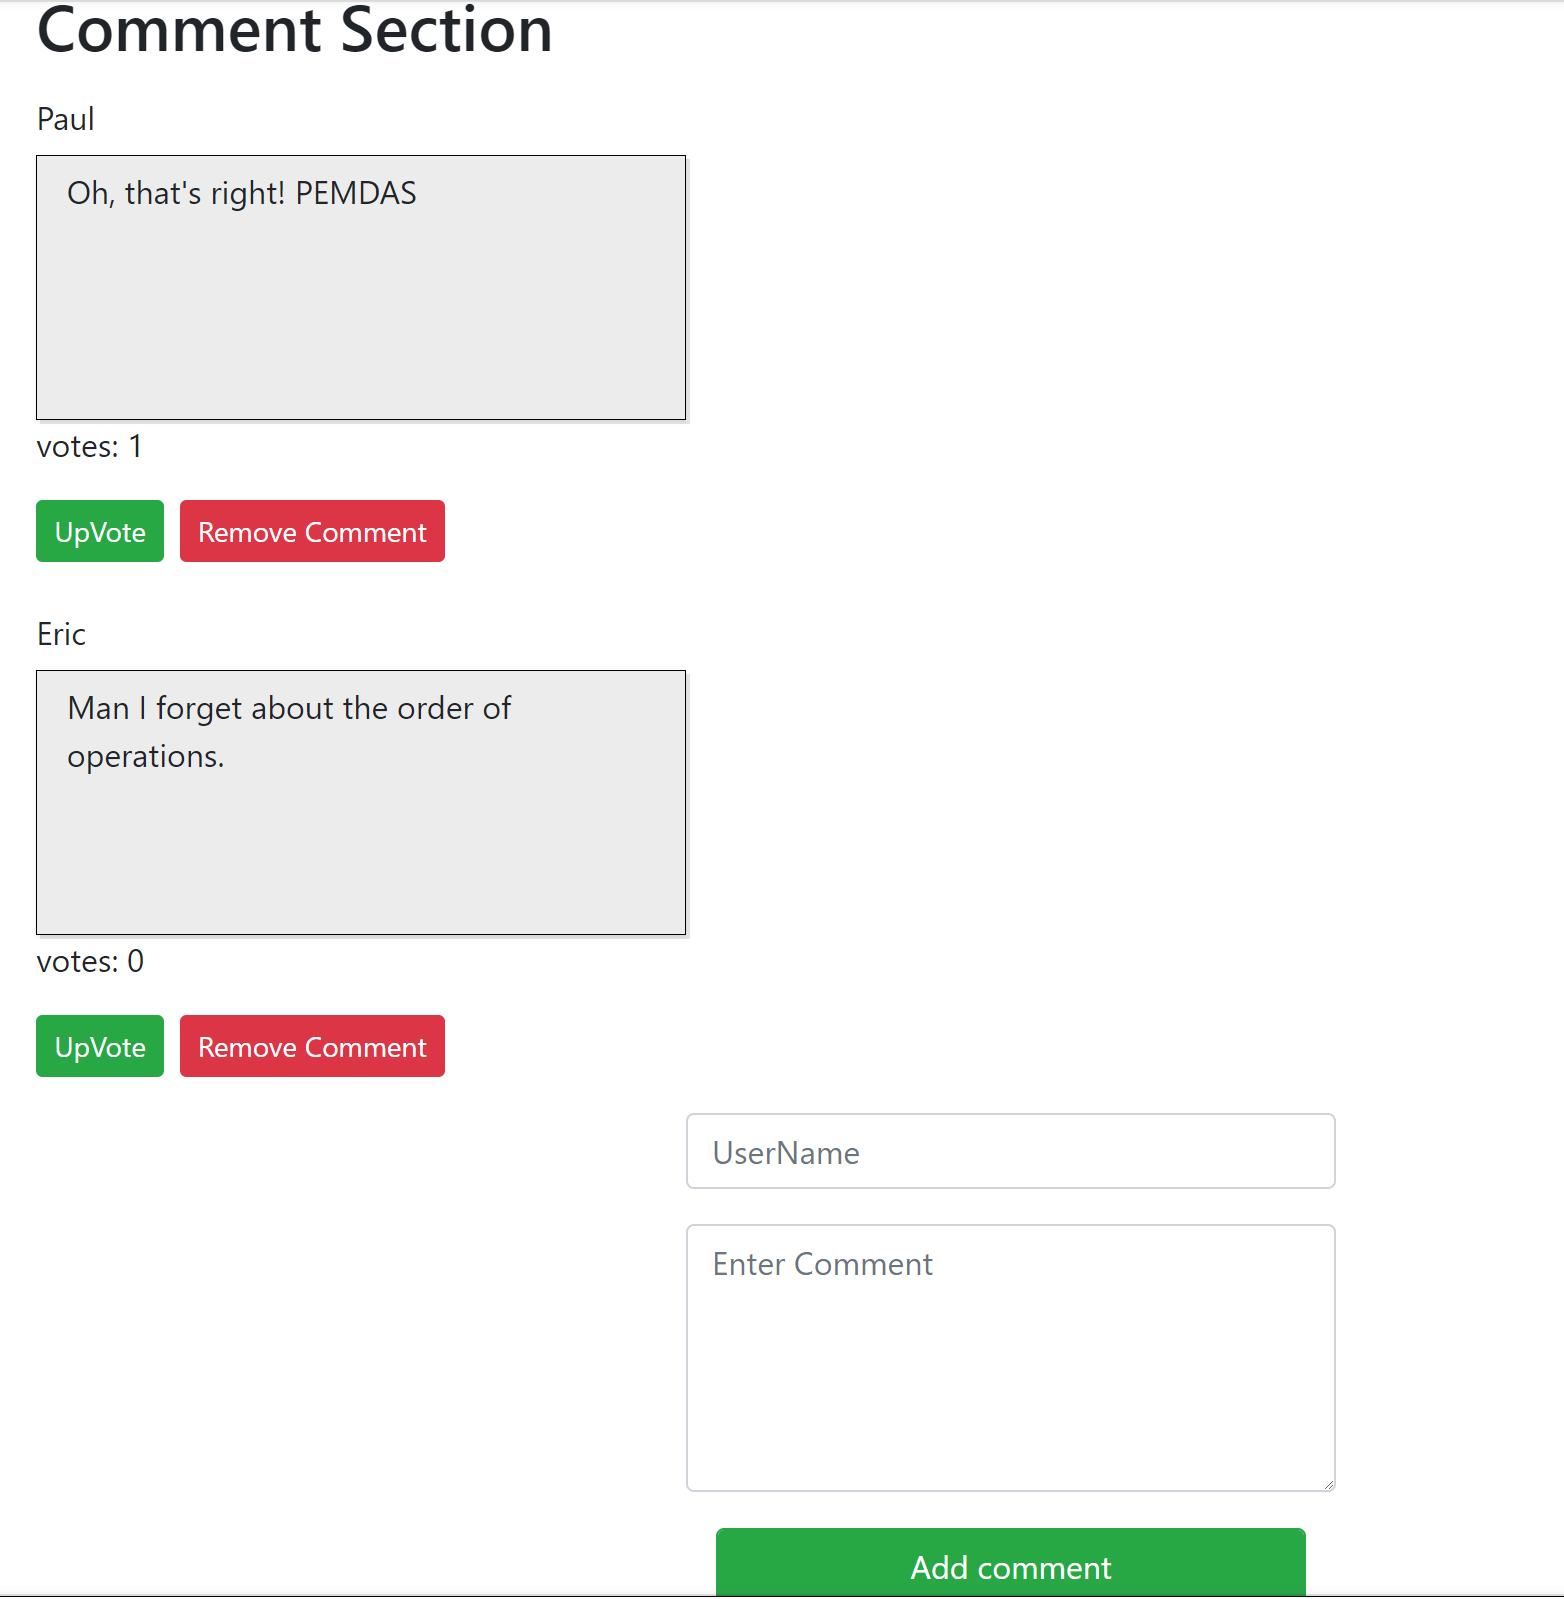 Comment Section
Paul
Oh, that's right! PEMDAS
votes: 1
UpVote Remove Comment
Eric
Man I forget about the order of
operations.
votes: 0
UpVote Remove Comment
UserName
Enter Comment
Add comment